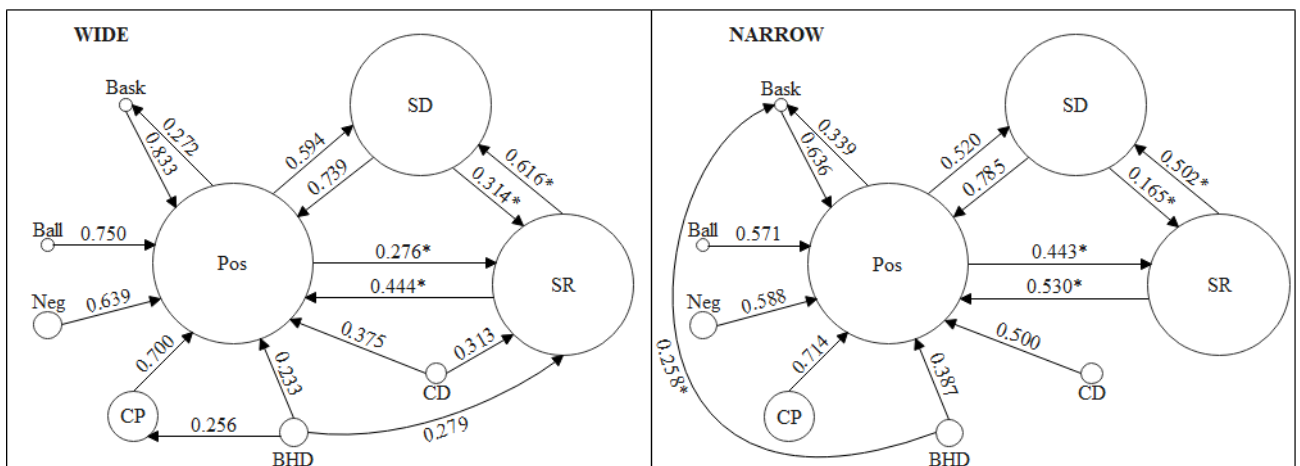 WIDE
Bask
SD
0.272
0.833
0.594
0.739
0.616*
0.314*
Ball
0.750
Pos
0.276*
0.444*
SR
Neg
0.639
0.700
0.375
0.313
0.233
CD
CP
0.256
0.279
BHD
NARROW
Bask
SD
0.339
0.636
0.520
0.785
0.502*
0.165*
Ball
0.571
Pos
0.443*
0.530*
SR
Neg
0.588
0.714
0.500
0.258*
0.387
CD
CP
BHD